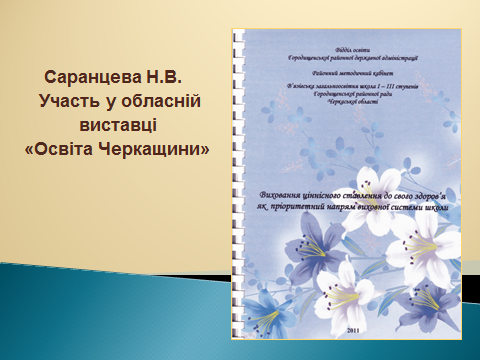 Саранцева Н.В.
Участь у обласній
виставці
«Освіта Черкащини»
Відділ освіти
Городищенської районної державної адміністрації
Районний методичний кабінет
В'язівська загальноосвітня школа І – ІІІ ступенів
Городищенської районної ради
Черкаської області
Виховання ціннісного ставлення до свого здоров'я
як пріоритетний напрям виховної системи школи
2011